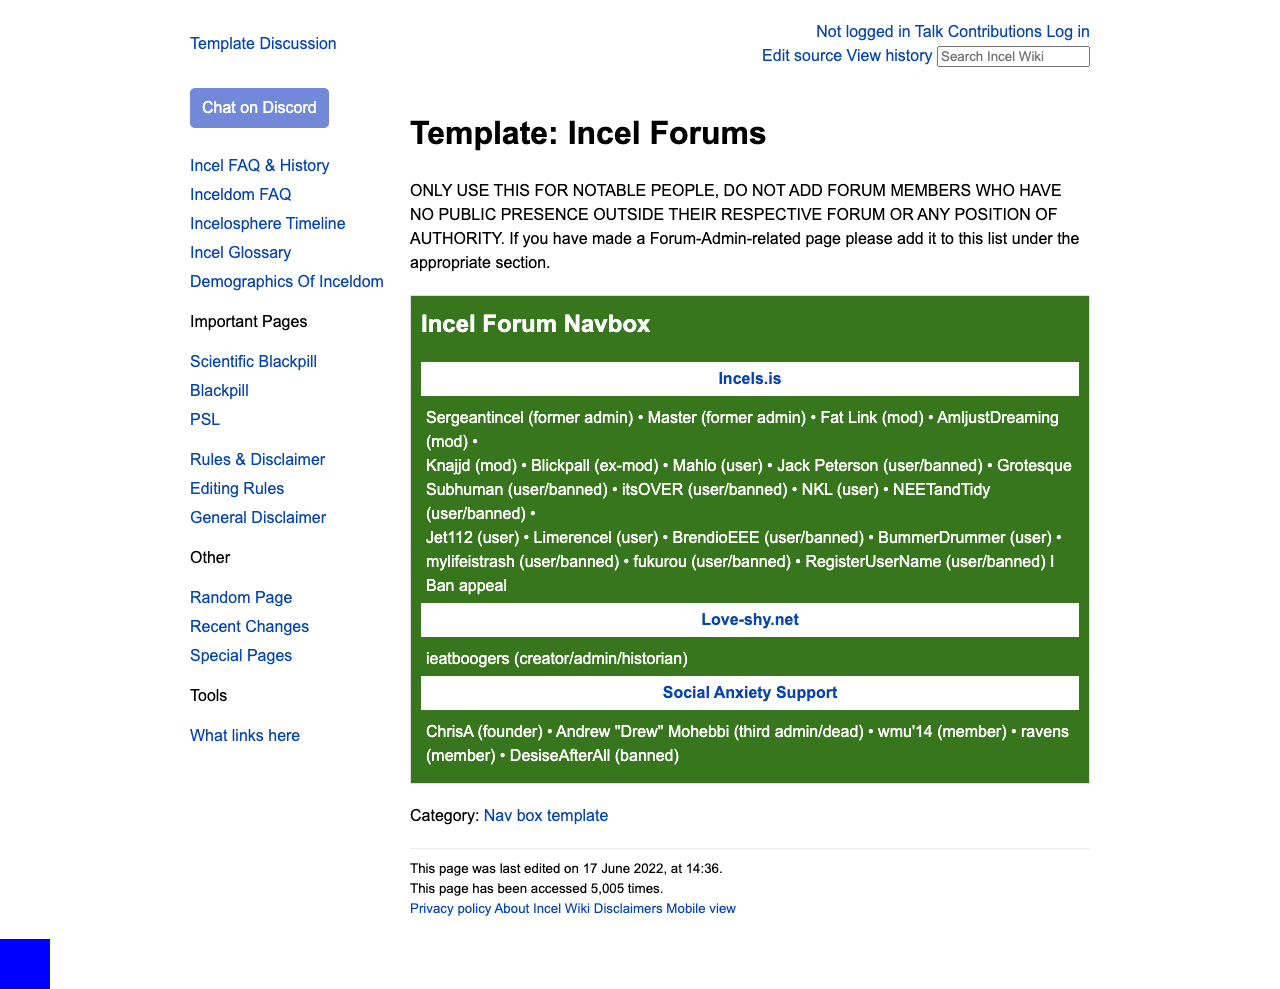 Template Discussion
Not logged in Talk Contributions Log in
Edit source View history Search Incel Wiki
Chat on Discord
Incel FAQ & History
Inceldom FAQ
Incelosphere Timeline
Incel Glossary
Demographics Of Inceldom
Important Pages
Scientific Blackpill
Blackpill
PSL
Rules & Disclaimer
Editing Rules
General Disclaimer
Other
Random Page
Recent Changes
Special Pages
Tools
What links here
Template: Incel Forums
ONLY USE THIS FOR NOTABLE PEOPLE, DO NOT ADD FORUM MEMBERS WHO HAVE
NO PUBLIC PRESENCE OUTSIDE THEIR RESPECTIVE FORUM OR ANY POSITION OF
AUTHORITY. If you have made a Forum-Admin-related page please add it to this list under the
appropriate section.
Incel Forum Navbox
Incels.is
Sergeantincel (former admin) • Master (former admin) • Fat Link (mod) • AmljustDreaming
(mod) •
Knajjd (mod) • Blickpall (ex-mod) • Mahlo (user) • Jack Peterson (user/banned) • Grotesque
Subhuman (user/banned) • itsOVER (user/banned) • NKL (user) • NEETandTidy
(user/banned) •
Jet112 (user) • Limerencel (user) • BrendioEEE (user/banned) • BummerDrummer (user) •
mylifeistrash (user/banned) • fukurou (user/banned) • RegisterUserName (user/banned) I
Ban appeal
Love-shy.net
ieatboogers (creator/admin/historian)
Social Anxiety Support
ChrisA (founder) • Andrew "Drew" Mohebbi (third admin/dead) • wmu'14 (member) • ravens
(member) • DesiseAfterAll (banned)
Category: Nav box template
This page was last edited on 17 June 2022, at 14:36.
This page has been accessed 5,005 times.
Privacy policy About Incel Wiki Disclaimers Mobile view